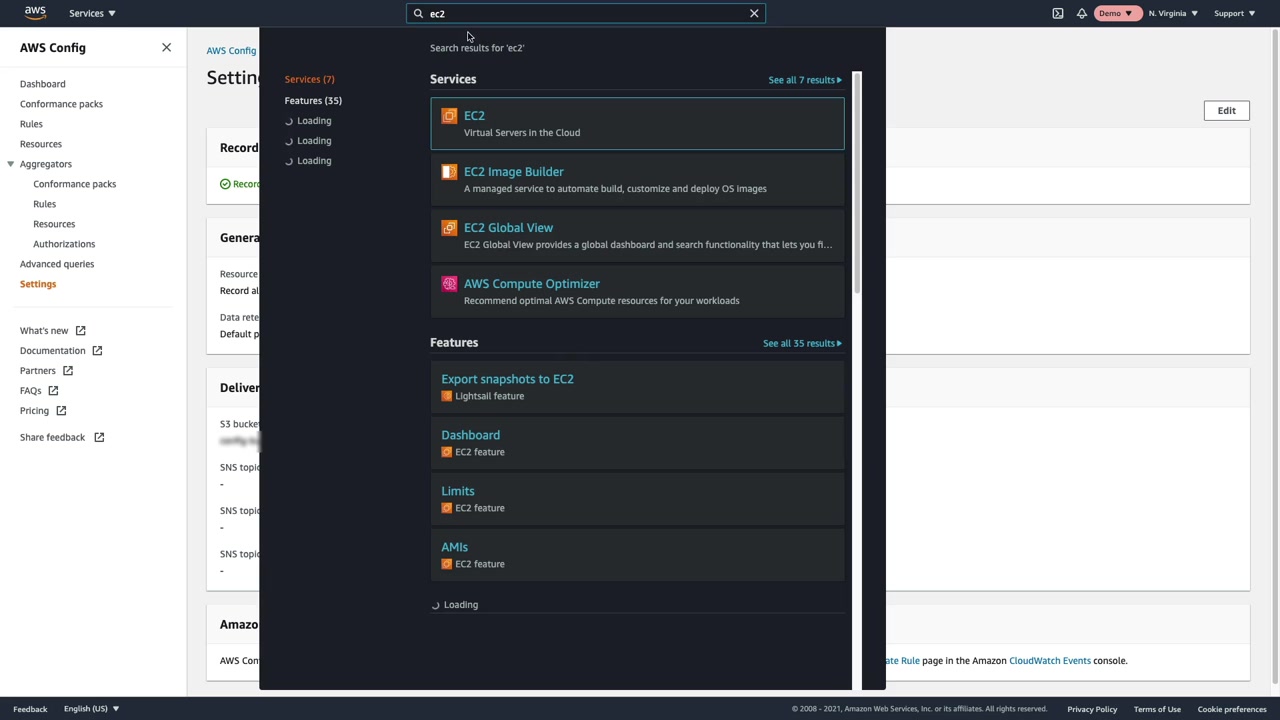 aws
Services
ec2
Demo
N. Virginia
Support
AWS Config
Dashboard
Conformance packs
Rules
Resources
Aggregators
Conformance packs
Rules
Resources
Authorizations
Advanced queries
Settings
What's new
Documentation
Partners
FAQs
Pricing
Share feedback
AWS Config
Settin
Edit
Record
Record
Genera
Resource
Record al
Data rete
Default p
Deliver
S3 bucke
SNS topic
-
SNS topic
-
SNS topic
-
Amazo
AWS Con
ate Rule page in the Amazon CloudWatch Events console.
Search results for 'ec2'
Services (7)
Features (35)
Loading
Loading
Loading
Services
See all 7 results
EC2
Virtual Servers in the Cloud
EC2 Image Builder
A managed service to automate build, customize and deploy OS images
EC2 Global View
EC2 Global View provides a global dashboard and search functionality that lets you fi...
AWS Compute Optimizer
Recommend optimal AWS Compute resources for your workloads
Features
See all 35 results
Export snapshots to EC2
Lightsail feature
Dashboard
EC2 feature
Limits
EC2 feature
AMIs
EC2 feature
Loading
Feedback
English (US)
© 2008 - 2021, Amazon Web Services, Inc. or its affiliates. All rights reserved.
Privacy Policy
Terms of Use
Cookie preferences